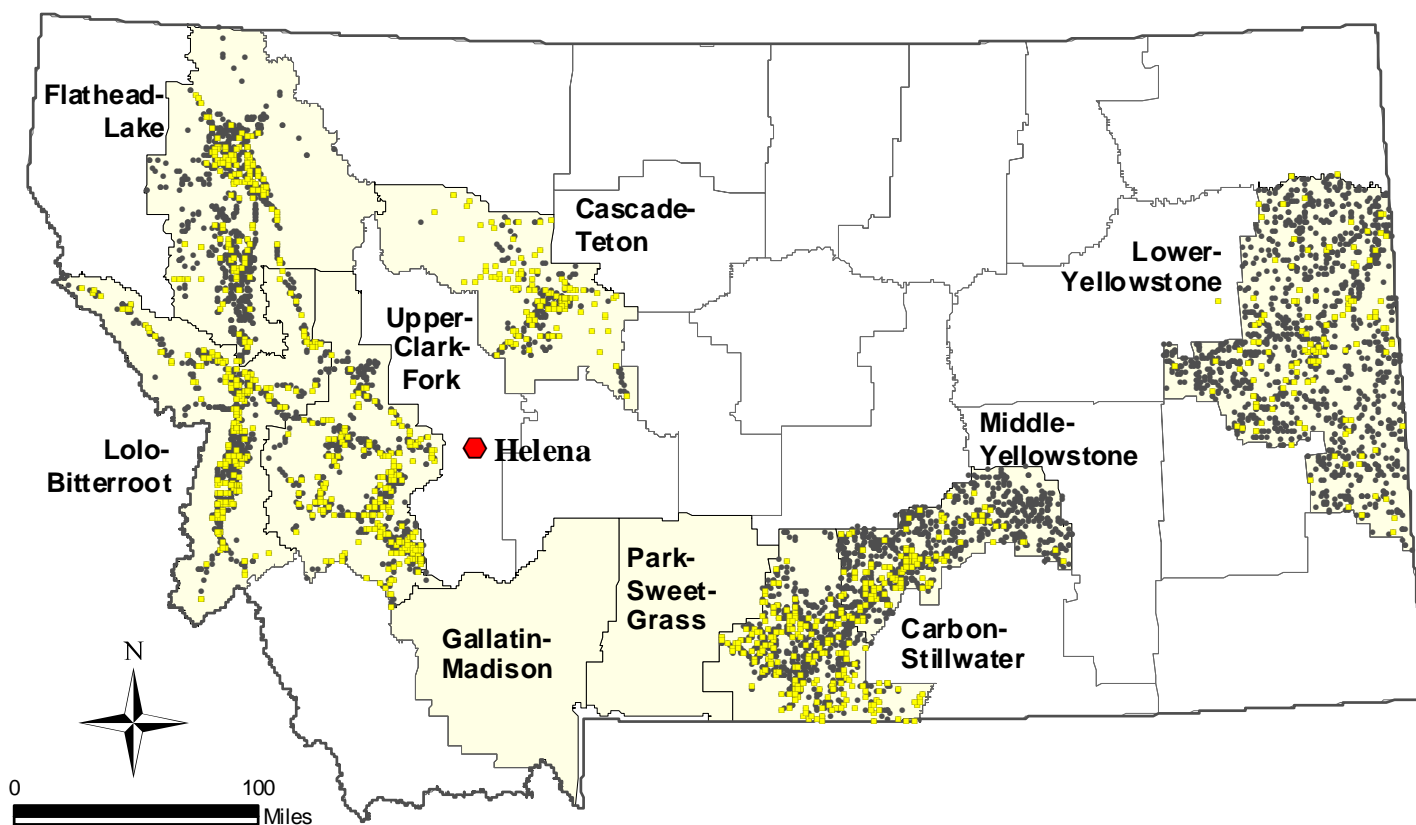 Flathead-
Lake
Cascade-
Teton
Lower-
Yellowstone
Upper-
Clark-
Fork
Helena
Middle-
Yellowstone
Lolo-
Bitterroot
Park-
Sweet-
Grass
Gallatin-
Madison
Carbon-
Stillwater
N
0 100
Miles